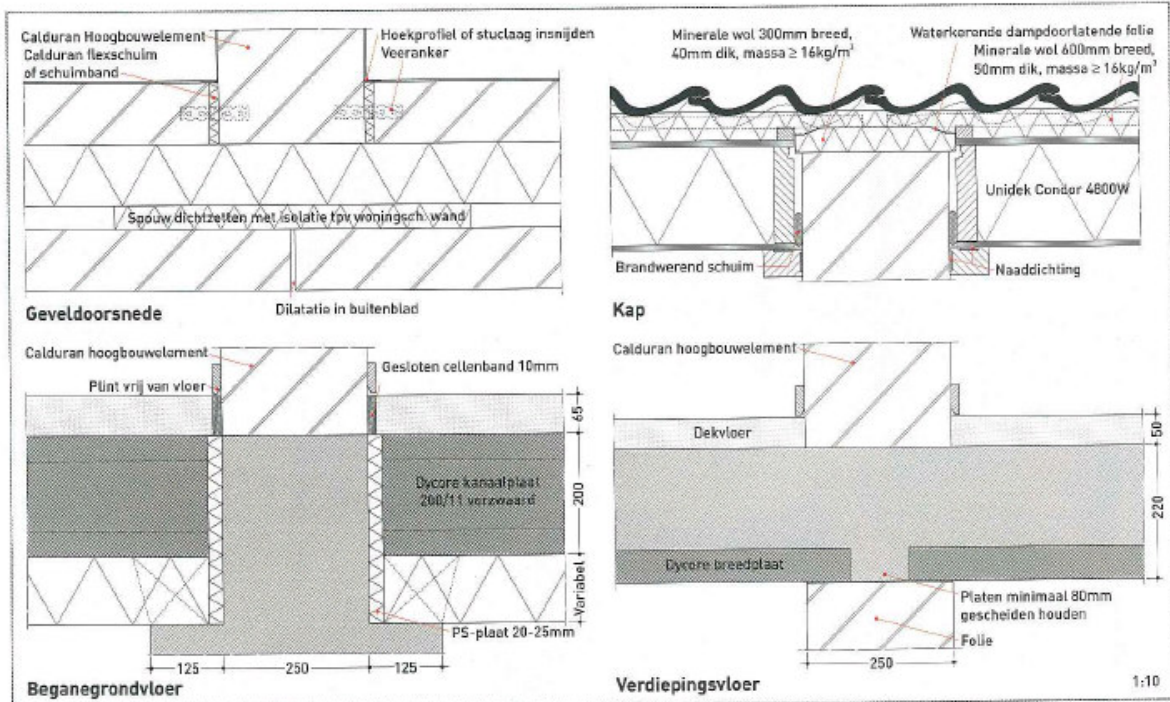 Calduran Hoogbouwelement
Calduran flexschuim
of schuimband
Hoekprofiel of stuclaag insnijden
Veeranker
Spouw dichtzetten met isolatie tpv woningsch. wand
Dilatatie in buitenblad
Geveldoorsnede
Minerale wol 300mm breed,
40mm dik, massa ≥ 16kg/m³
Waterkerende dampdoorlatende folie
Minerale wol 600mm breed,
50mm dik, massa ≥ 16kg/m³
Unidek Condor 4800W
Brandwerend schuim
Naaddichting
Kap
Calduran hoogbouwelement
Plint vrij van vloer
Gesloten cellenband 10mm
65
Dycore kanaalplaat
200/11 verzwaard
200
Variabel
PS-plaat 20-25mm
125
250
125
Beganegrondvloer
Calduran hoogbouwelement
Dekvloer
50
220
Dycore breedplaat
Platen minimaal 80mm
gescheiden houden
Folie
250
Verdiepingsvloer
1:10